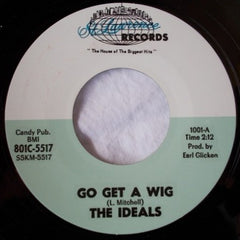 St. Lawrence
RECORDS
"The House of The Biggest Hits"
Candy Pub.
BMI
801C-5517
SSKM-5517
1001-A
Time 2:12
Prod. by
Earl Glicken
GO GET A WIG
(L. Mitchell)
THE IDEALS